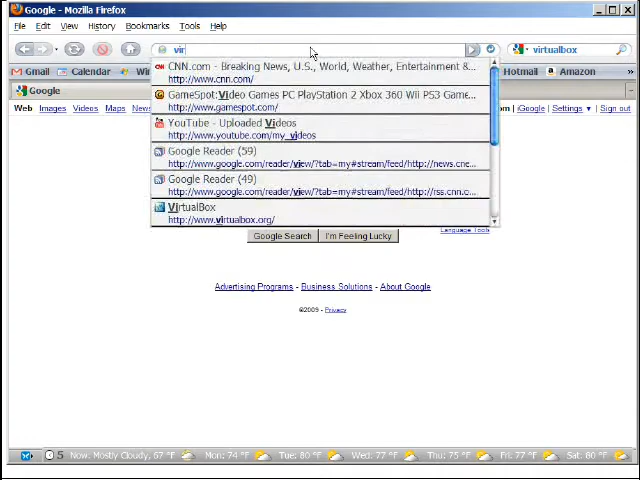 Google - Mozilla Firefox
File Edit View History Bookmarks Tools Help
vir
virtualbox
CNN.com - Breaking News, U.S., World, Weather, Entertainment &...
http://www.cnn.com/
GameSpot:Video Games PC PlayStation 2 Xbox 360 Wii PS3 Game...
http://www.gamespot.com/
YouTube - Uploaded Videos
http://www.youtube.com/my_videos
Google Reader (59)
http://www.google.com/reader/view/?tab=my#stream/feed/http://news.cne...
Google Reader (49)
http://www.google.com/reader/view/?tab=my#stream/feed/http://rss.cnn.c...
VirtualBox
http://www.virtualbox.org/
Gmail Calendar Hotmail Amazon
Google
Web Images Videos Maps iGoogle | Settings ▼ | Sign out
Language Tools
Google Search I'm Feeling Lucky
Advertising Programs - Business Solutions - About Google
©2009 - Privacy
5 Now: Mostly Cloudy, 67 °F Mon: 74 °F Tue: 80 °F Wed: 77 °F Thu: 75 °F Fri: 77 °F Sat: 80 °F